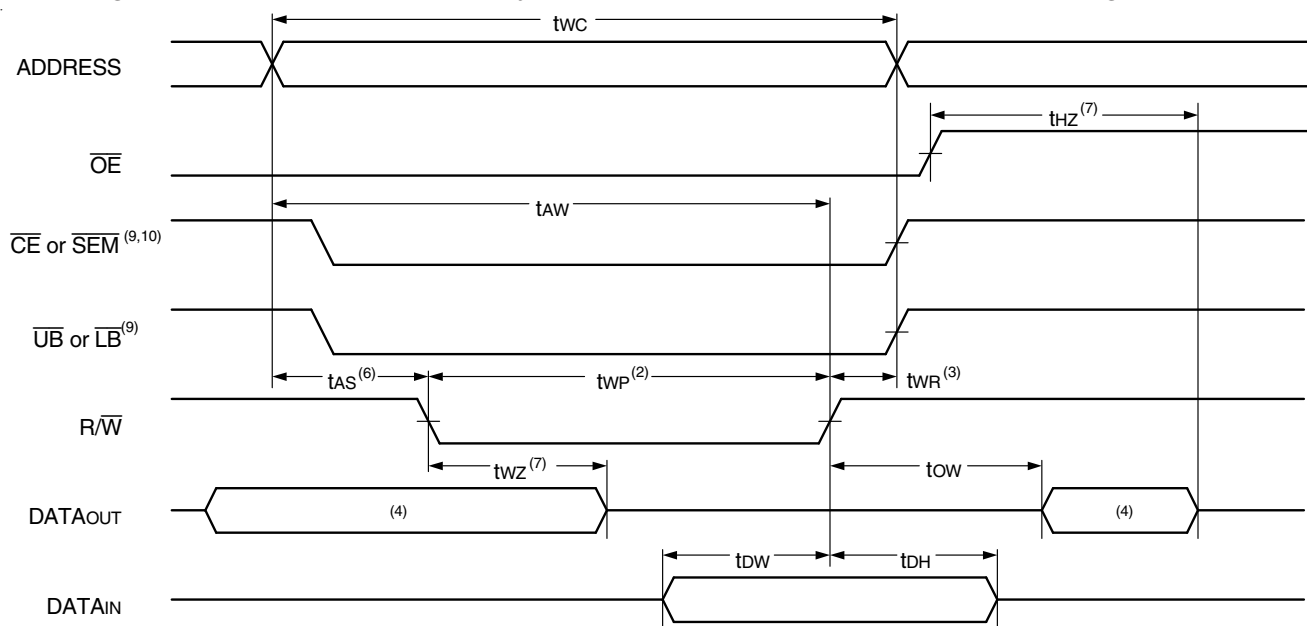 tWC
ADDRESS
tHZ(7)
OE
tAW
CE or SEM (9,10)
UB or LB(9)
tAS(6)
tWP(2)
tWR(3)
R/W
tWZ(7)
tOW
DATAOUT
(4)
(4)
tDW
tDH
DATAIN